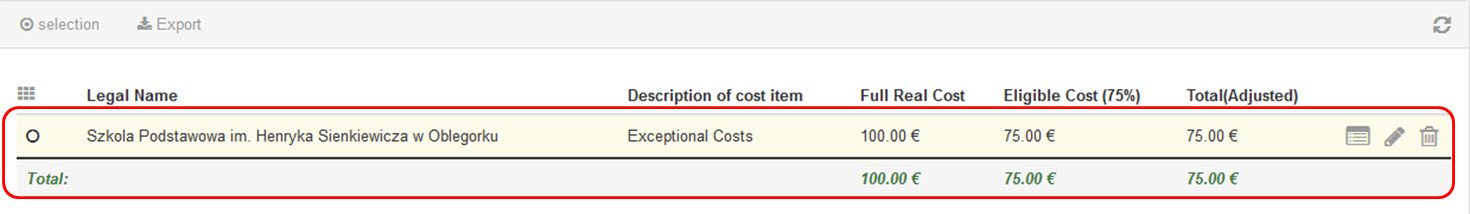 selection Export
Legal Name Description of cost item Full Real Cost Eligible Cost (75%) Total(Adjusted)
Szkola Podstawowa im. Henryka Sienkiewicza w Oblegorku Exceptional Costs 100.00 € 75.00 € 75.00 €
Total: 100.00 € 75.00 € 75.00 €